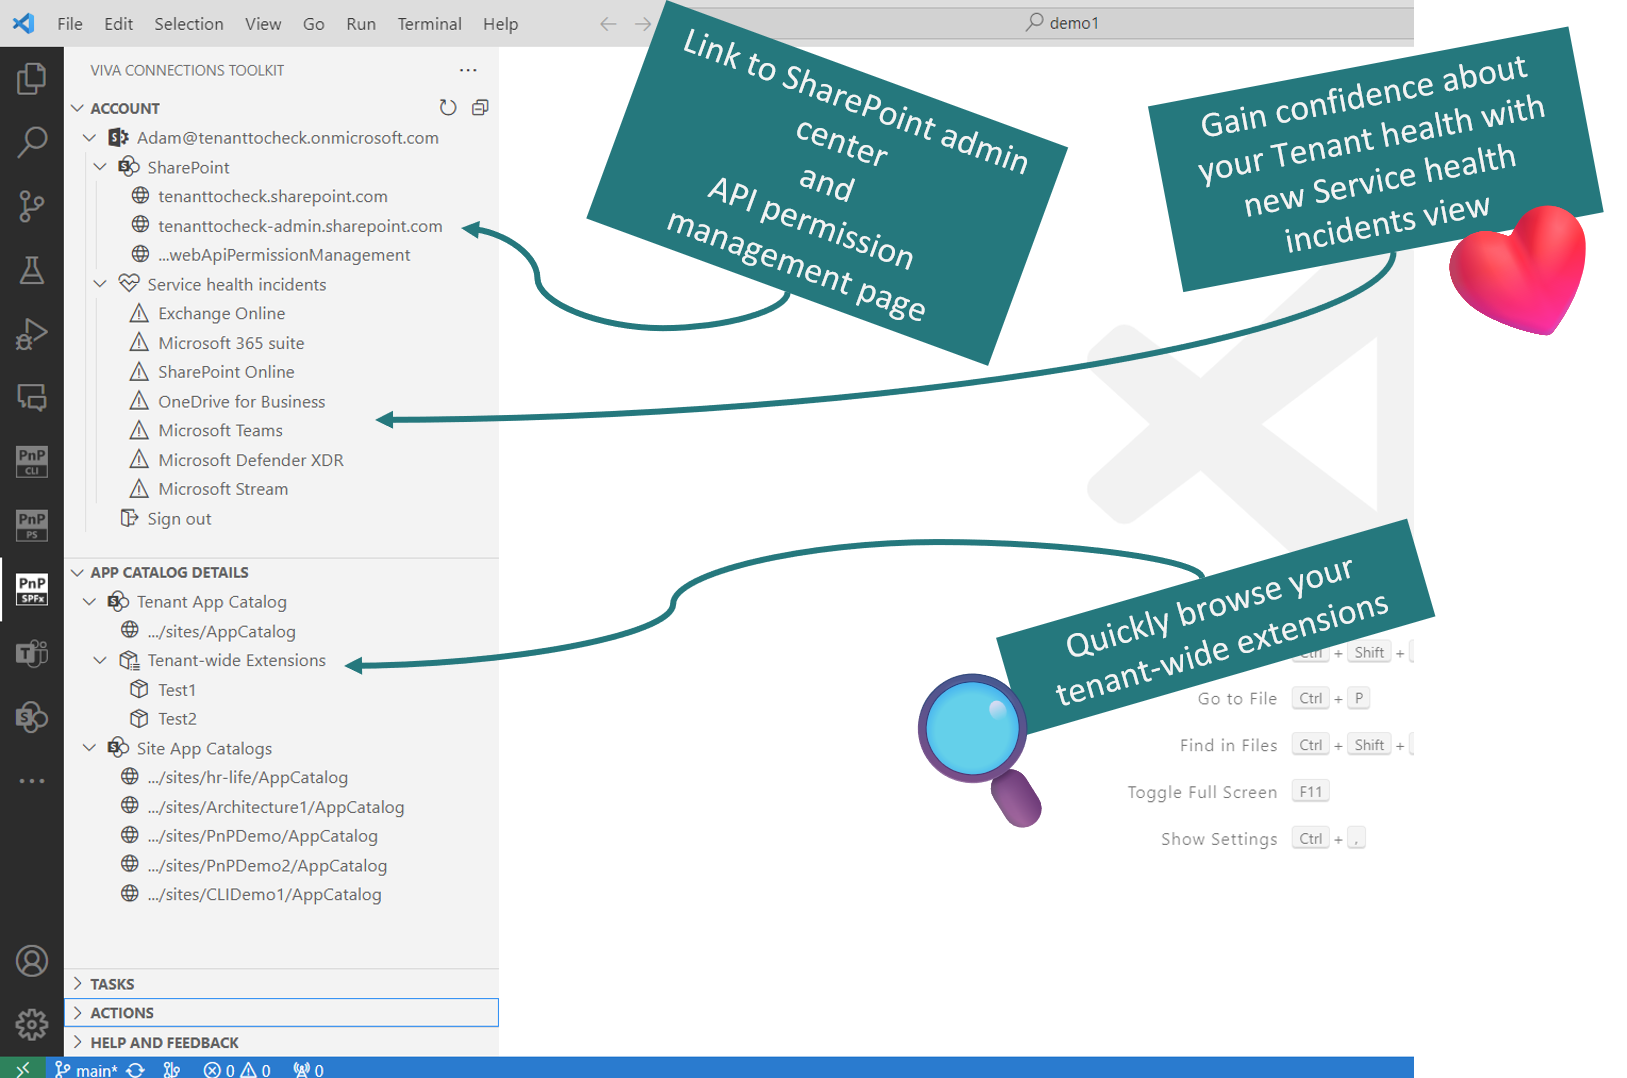 File Edit Selection View Go Run Terminal Help
demo1
VIVA CONNECTIONS TOOLKIT
ACCOUNT
Adam@tenanttocheck.onmicrosoft.com
SharePoint
tenanttocheck.sharepoint.com
tenanttocheck-admin.sharepoint.com
...webApiPermissionManagement
Service health incidents
Exchange Online
Microsoft 365 suite
SharePoint Online
OneDrive for Business
Microsoft Teams
Microsoft Defender XDR
Microsoft Stream
Sign out
APP CATALOG DETAILS
Tenant App Catalog
.../sites/AppCatalog
Tenant-wide Extensions
Test1
Test2
Site App Catalogs
.../sites/hr-life/AppCatalog
.../sites/Architecture1/AppCatalog
.../sites/PnPDemo/AppCatalog
.../sites/PnPDemo2/AppCatalog
.../sites/CLIDemo1/AppCatalog
TASKS
ACTIONS
HELP AND FEEDBACK
PnP
CLI
PnP
PS
PnP
SPFx
main*
0
0
0
Link to SharePoint admin
center
and
API permission
management page
Gain confidence about
your Tenant health with
new Service health
incidents view
Quickly browse your
tenant-wide extensions
Ctrl + Shift +
Go to File Ctrl + P
Find in Files Ctrl + Shift +
Toggle Full Screen F11
Show Settings Ctrl + ,